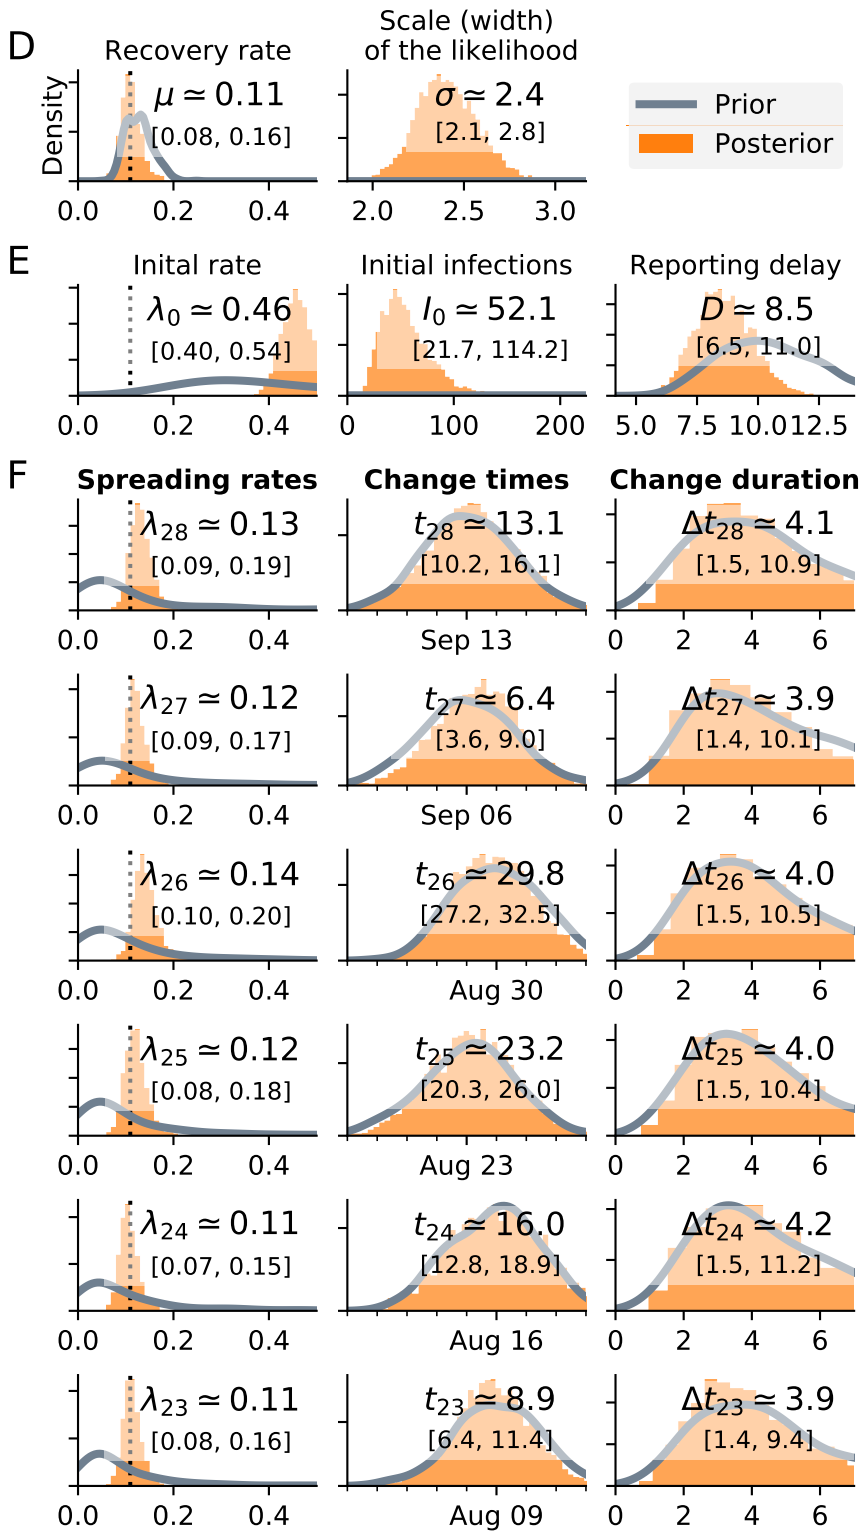 D
Recovery rate
Scale (width)
of the likelihood
Density
μ ≃ 0.11
[0.08, 0.16]
0.0 0.2 0.4
σ ≃ 2.4
[2.1, 2.8]
2.0 2.5 3.0
Prior
Posterior
E
Inital rate
λ0 ≃ 0.46
[0.40, 0.54]
0.0 0.2 0.4
Initial infections
I0 ≃ 52.1
[21.7, 114.2]
0 100 200
Reporting delay
D ≃ 8.5
[6.5, 11.0]
5.0 7.5 10.0 12.5
F
Spreading rates Change times Change duration
λ28 ≃ 0.13
[0.09, 0.19]
0.0 0.2 0.4
t28 ≃ 13.1
[10.2, 16.1]
Sep 13
Δt28 ≃ 4.1
[1.5, 10.9]
0 2 4 6
λ27 ≃ 0.12
[0.09, 0.17]
0.0 0.2 0.4
t27 ≃ 6.4
[3.6, 9.0]
Sep 06
Δt27 ≃ 3.9
[1.4, 10.1]
0 2 4 6
λ26 ≃ 0.14
[0.10, 0.20]
0.0 0.2 0.4
t26 ≃ 29.8
[27.2, 32.5]
Aug 30
Δt26 ≃ 4.0
[1.5, 10.5]
0 2 4 6
λ25 ≃ 0.12
[0.08, 0.18]
0.0 0.2 0.4
t25 ≃ 23.2
[20.3, 26.0]
Aug 23
Δt25 ≃ 4.0
[1.5, 10.4]
0 2 4 6
λ24 ≃ 0.11
[0.07, 0.15]
0.0 0.2 0.4
t24 ≃ 16.0
[12.8, 18.9]
Aug 16
Δt24 ≃ 4.2
[1.5, 11.2]
0 2 4 6
λ23 ≃ 0.11
[0.08, 0.16]
0.0 0.2 0.4
t23 ≃ 8.9
[6.4, 11.4]
Aug 09
Δt23 ≃ 3.9
[1.4, 9.4]
0 2 4 6